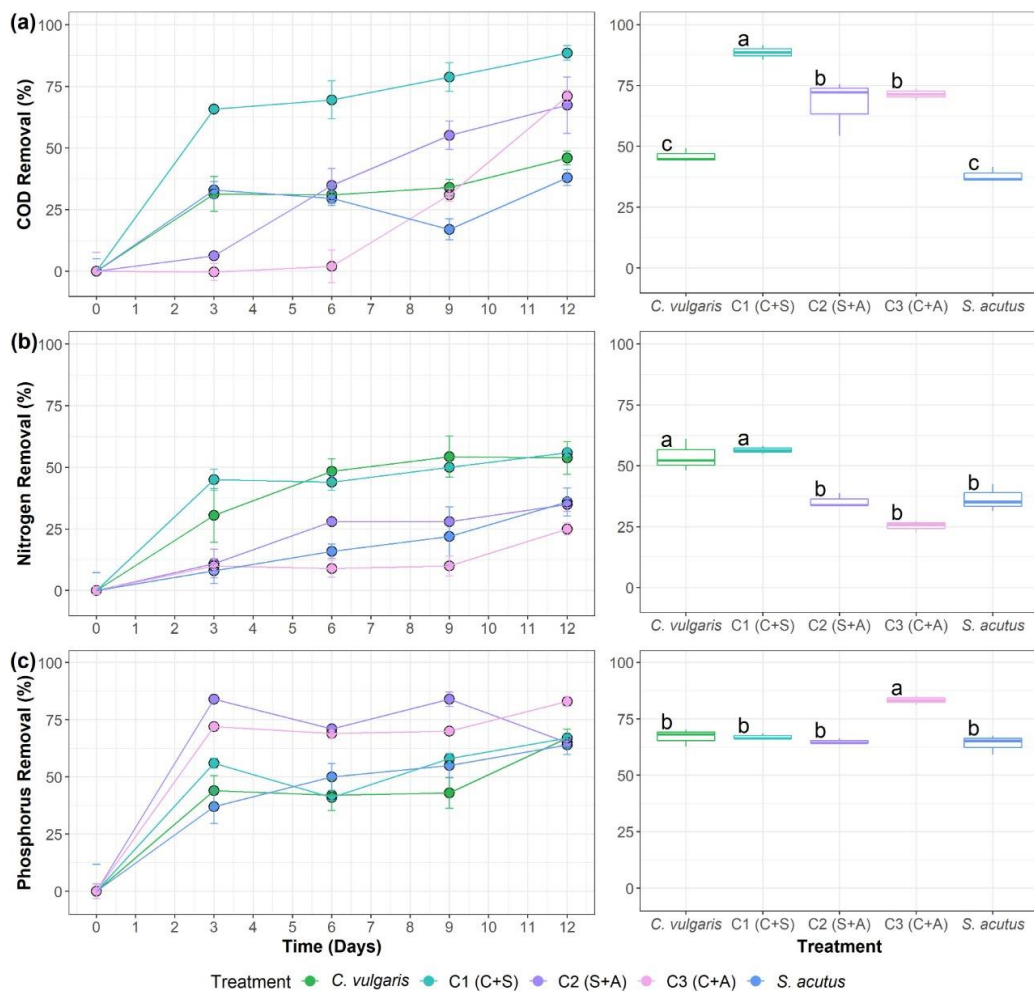 (a)
COD Removal (%)
100
75
50
25
0
0 1 2 3 4 5 6 7 8 9 10 11 12
100
75
50
25
0
c
a
b
b
c
C. vulgaris C1 (C+S) C2 (S+A) C3 (C+A) S. acutus
(b)
Nitrogen Removal (%)
100
75
50
25
0
0 1 2 3 4 5 6 7 8 9 10 11 12
100
75
50
25
0
a
a
b
b
b
C. vulgaris C1 (C+S) C2 (S+A) C3 (C+A) S. acutus
(c)
Phosphorus Removal (%)
100
75
50
25
0
0 1 2 3 4 5 6 7 8 9 10 11 12
Time (Days)
100
75
50
25
0
b
b
b
a
b
C. vulgaris C1 (C+S) C2 (S+A) C3 (C+A) S. acutus
Treatment
Treatment C. vulgaris C1 (C+S) C2 (S+A) C3 (C+A) S. acutus